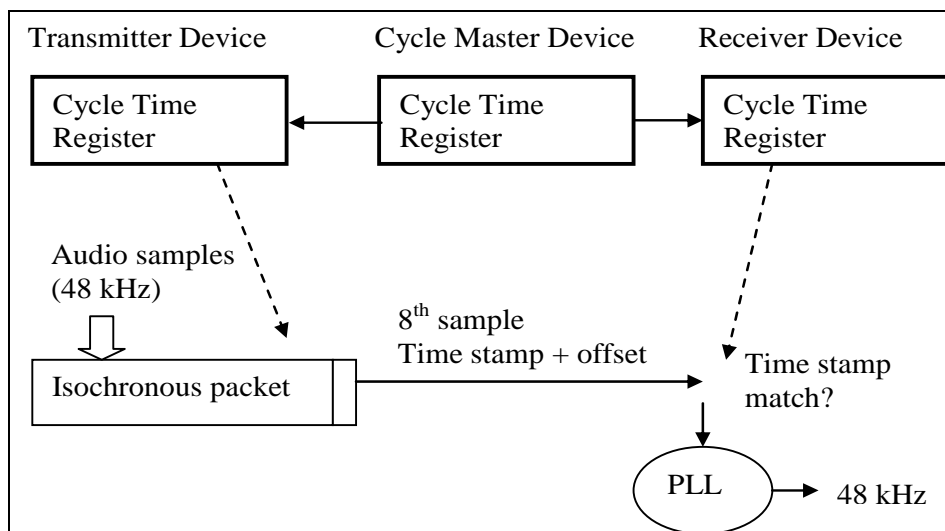 Transmitter Device
Cycle Master Device
Receiver Device
Cycle Time
Register
Cycle Time
Register
Cycle Time
Register
Audio samples
(48 kHz)
8th sample
Time stamp + offset
Isochronous packet
Time stamp
match?
PLL
48 kHz